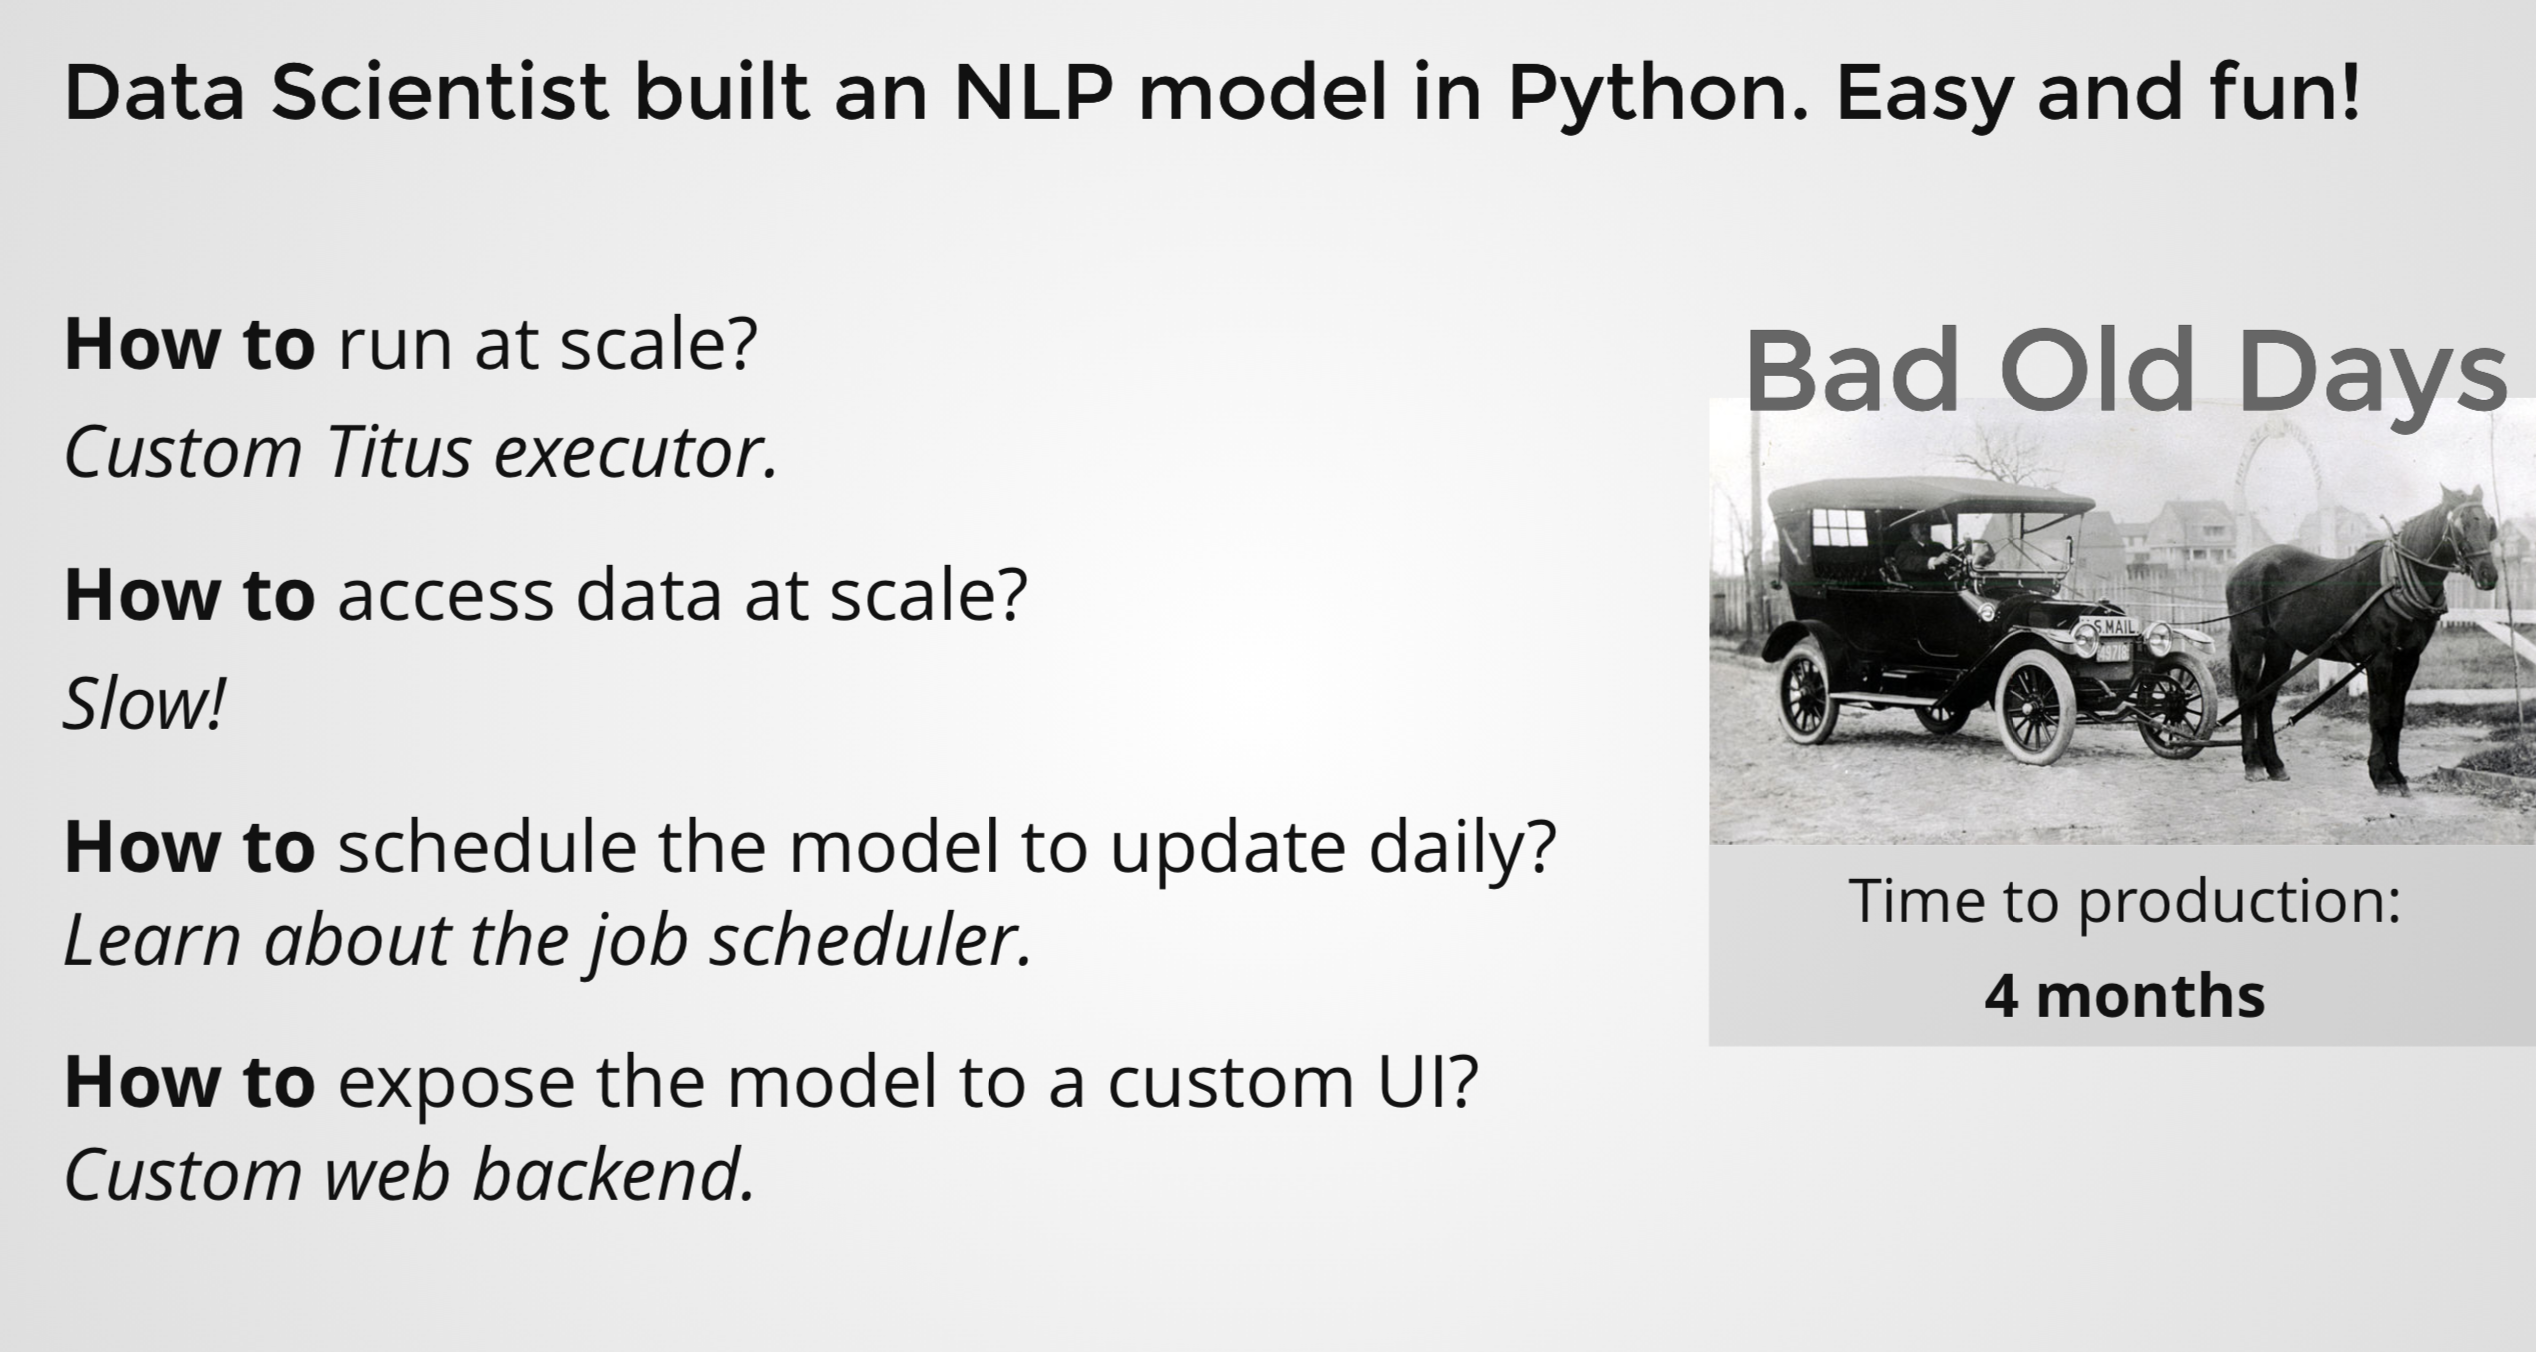 Data Scientist built an NLP model in Python. Easy and fun!
How to run at scale?
Custom Titus executor.
How to access data at scale?
Slow!
How to schedule the model to update daily?
Learn about the job scheduler.
How to expose the model to a custom UI?
Custom web backend.
Bad Old Days
S.MAIL
Time to production:
4 months